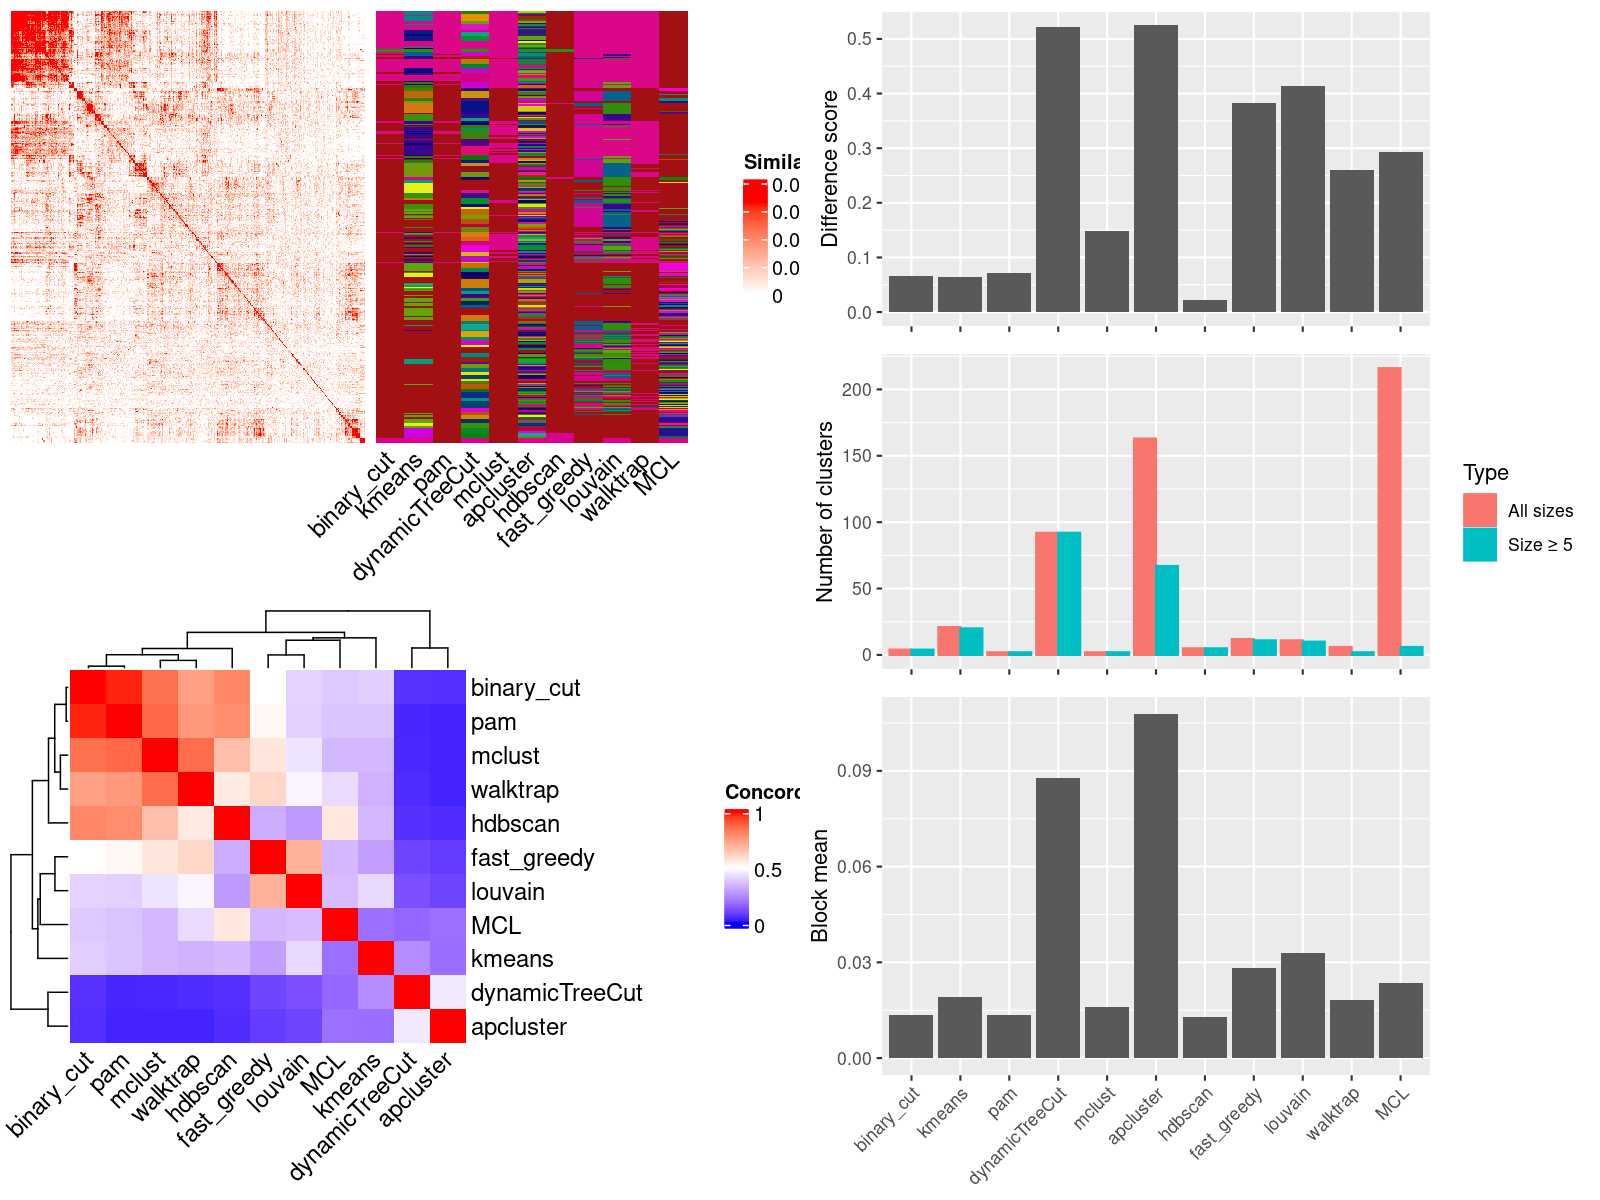 Simila
0.0
0.0
0.0
0.0
0
binary_cut
kmeans
pam
dynamicTreeCut
mclust
apcluster
hdbscan
fast_greedy
louvain
walktrap
MCL
Difference score
0.5
0.4
0.3
0.2
0.1
0.0
Number of clusters
200
150
100
50
0
Type
All sizes
Size ≥ 5
binary_cut
pam
mclust
walktrap
hdbscan
fast_greedy
louvain
MCL
kmeans
dynamicTreeCut
apcluster
binary_cut
pam
mclust
walktrap
hdbscan
fast_greedy
louvain
MCL
kmeans
dynamicTreeCut
apcluster
Concord
1
0.5
0
Block mean
0.09
0.06
0.03
0.00
binary_cut
kmeans
pam
dynamicTreeCut
mclust
apcluster
hdbscan
fast_greedy
louvain
walktrap
MCL